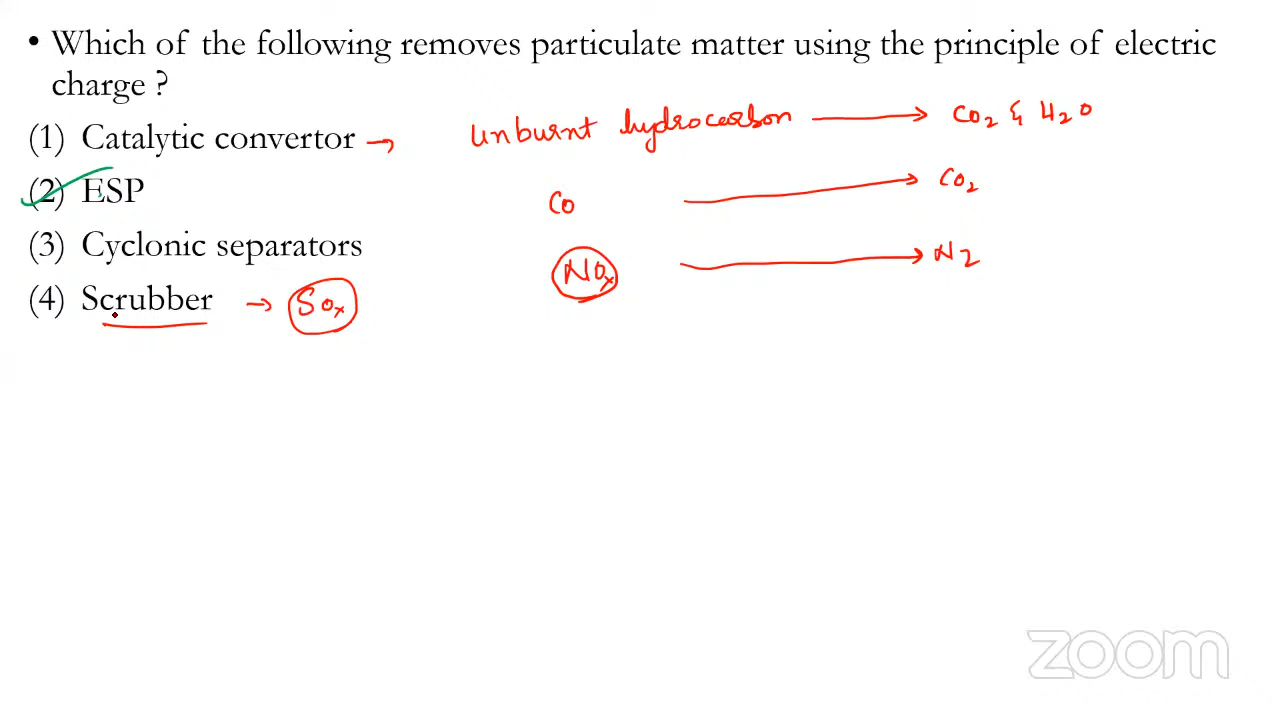 • Which of the following removes particulate matter using the principle of electric
charge ?
(1) Catalytic convertor → unburnt hydrocarbon → CO2 & H2O
(2) ESP
CO → CO2
(3) Cyclonic separators
NOx → N2
(4) Scrubber → SOx
zoom